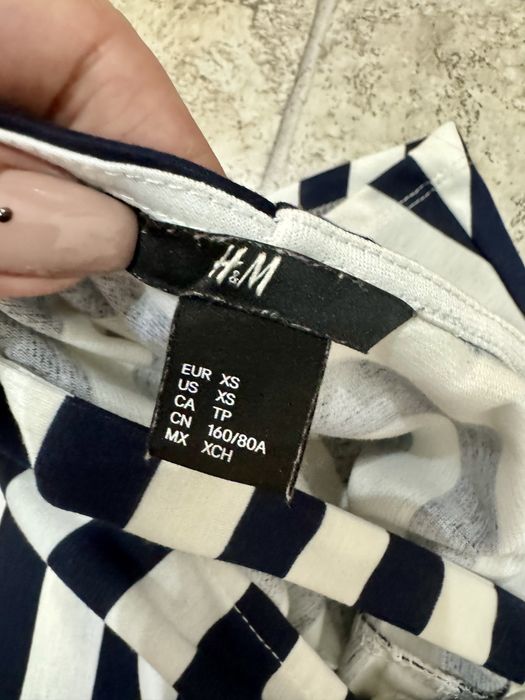 H&M
EUR XS
US XS
CA TP
CN 160/80A
MX XCH